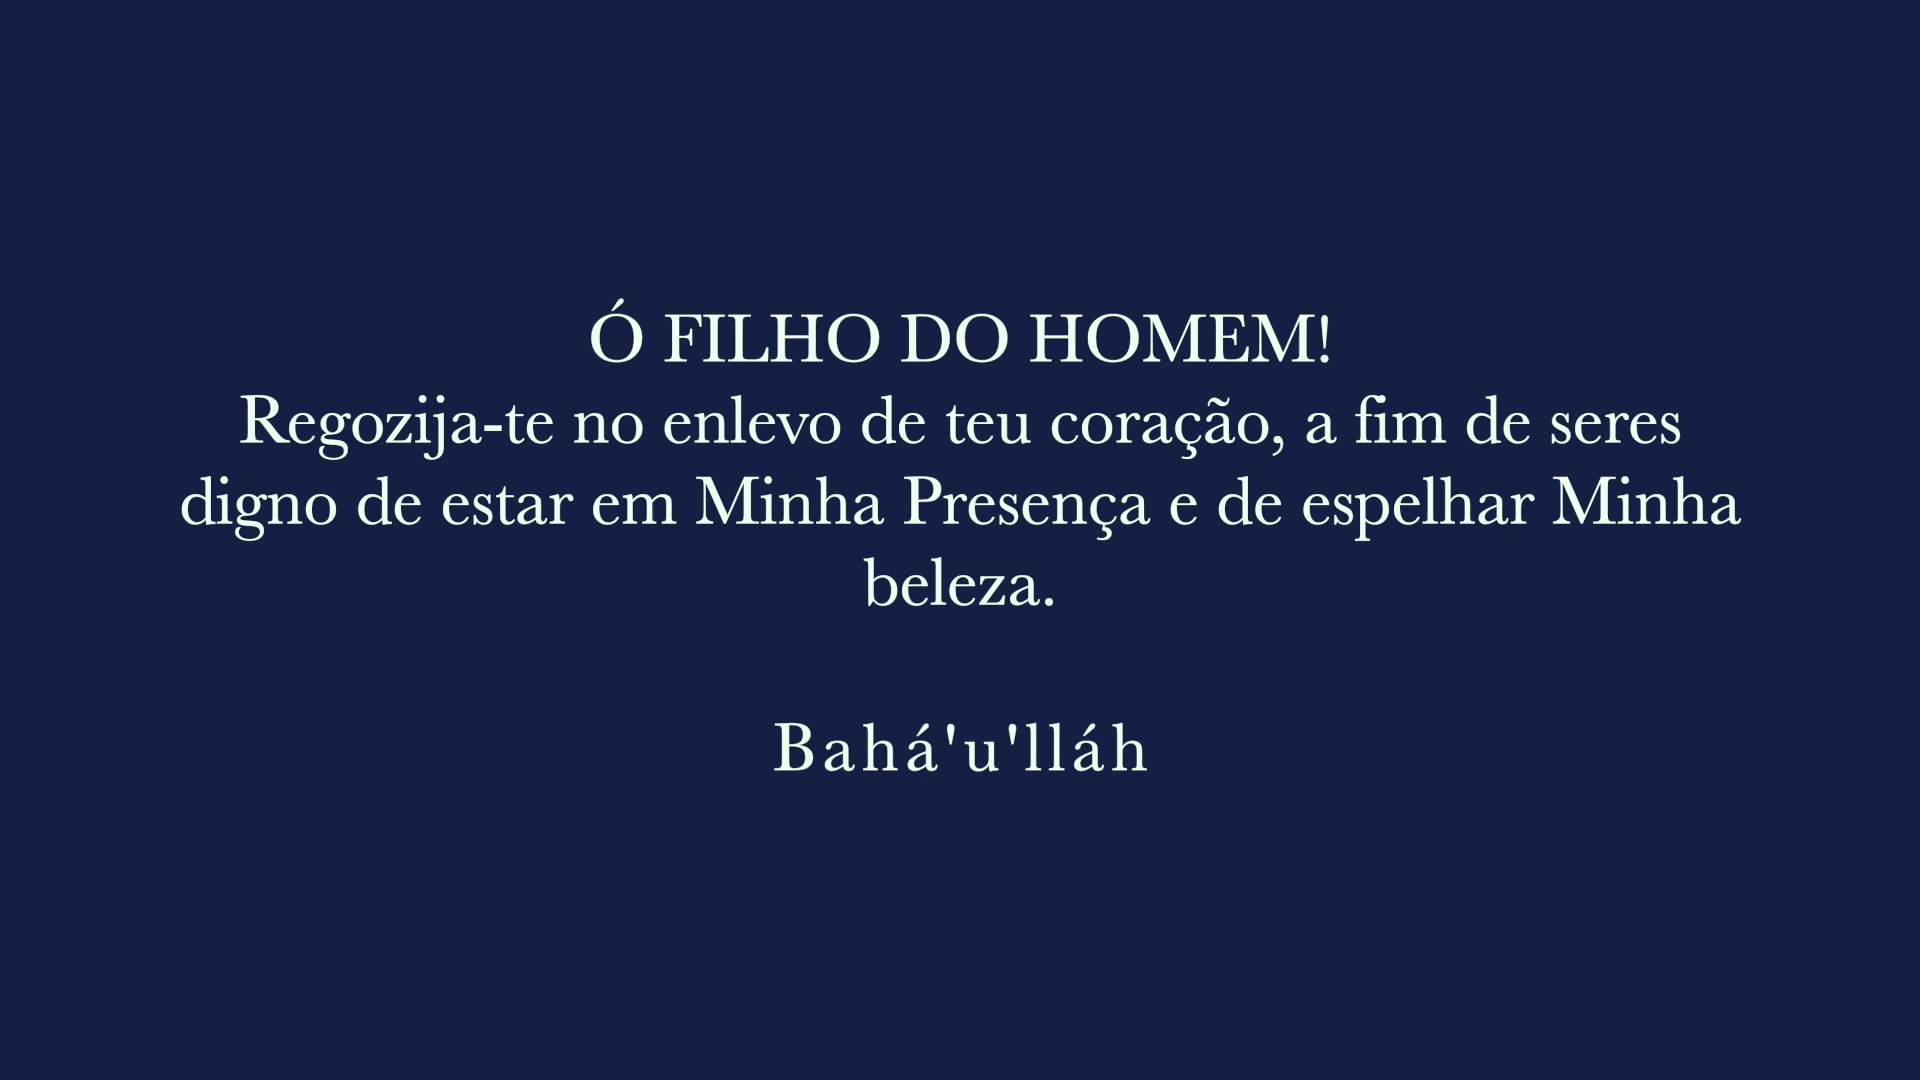 Ó FILHO DO HOMEM!
Regozija-te no enlevo de teu coração, a fim de seres
digno de estar em Minha Presença e de espelhar Minha
beleza.
Bahá'u'lláh